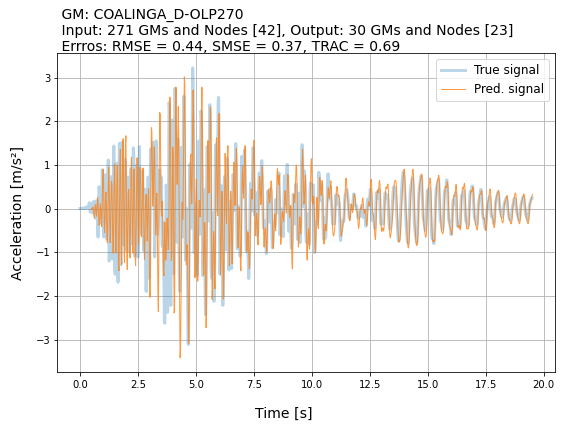 GM: COALINGA_D-OLP270
Input: 271 GMs and Nodes [42], Output: 30 GMs and Nodes [23]
Errros: RMSE = 0.44, SMSE = 0.37, TRAC = 0.69
True signal
Pred. signal
Acceleration [m/s²]
3
2
1
0
−1
−2
−3
0.0 2.5 5.0 7.5 10.0 12.5 15.0 17.5 20.0
Time [s]